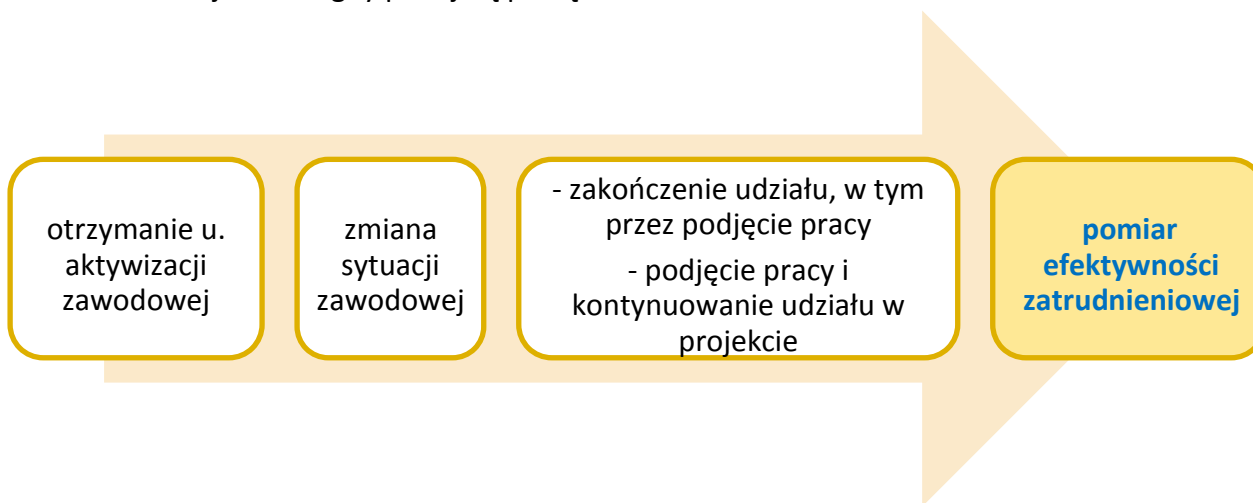 otrzymanie u.
aktywizacji
zawodowej
zmiana
sytuacji
zawodowej
- zakończenie udziału, w tym
przez podjęcie pracy
- podjęcie pracy i
kontynuowanie udziału w
projekcie
pomiar
efektywności
zatrudnieniowej